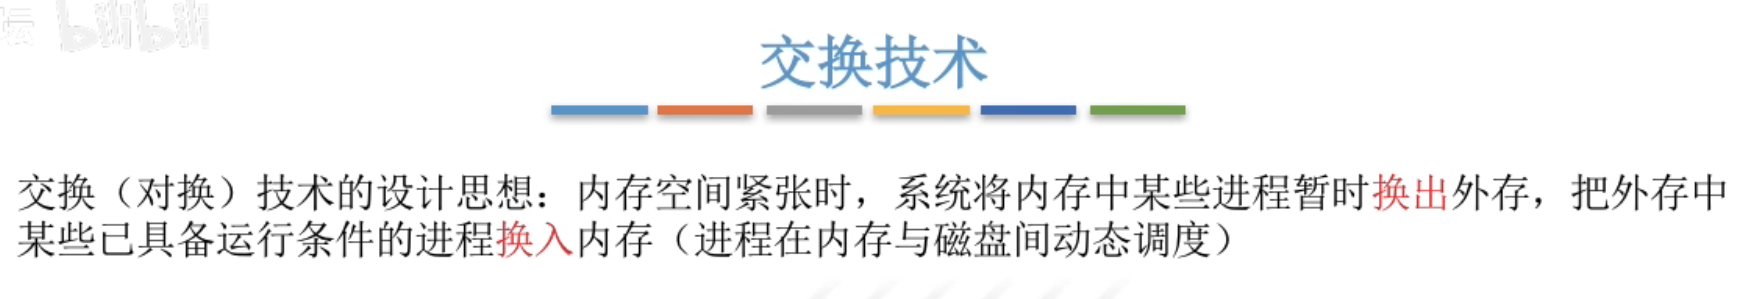 坛 bilibili
交换技术
交换（对换）技术的设计思想：内存空间紧张时，系统将内存中某些进程暂时换出外存，把外存中
某些已具备运行条件的进程换入内存（进程在内存与磁盘间动态调度）